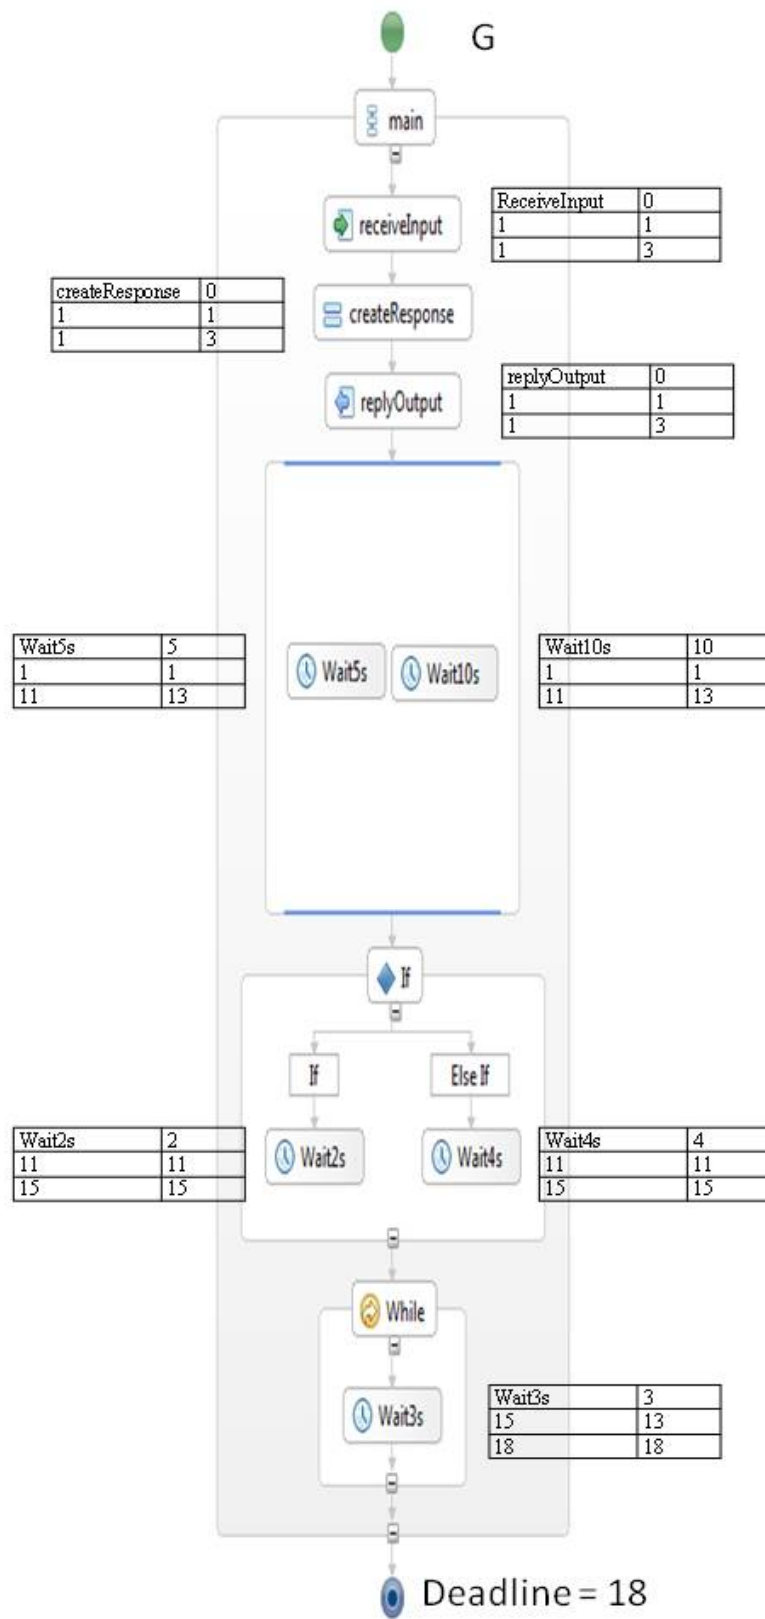 G
main
receiveInput
ReceiveInput 0
1 1
1 3
createResponse 0
1 1
1 3
createResponse
replyOutput
replyOutput 0
1 1
1 3
Wait5s 5
1 1
11 13
Wait5s
Wait10s
Wait10s 10
1 1
11 13
If
If
Else If
Wait2s 2
11 11
15 15
Wait2s
Wait4s
Wait4s 4
11 11
15 15
While
Wait3s
Wait3s 3
15 13
18 18
Deadline = 18